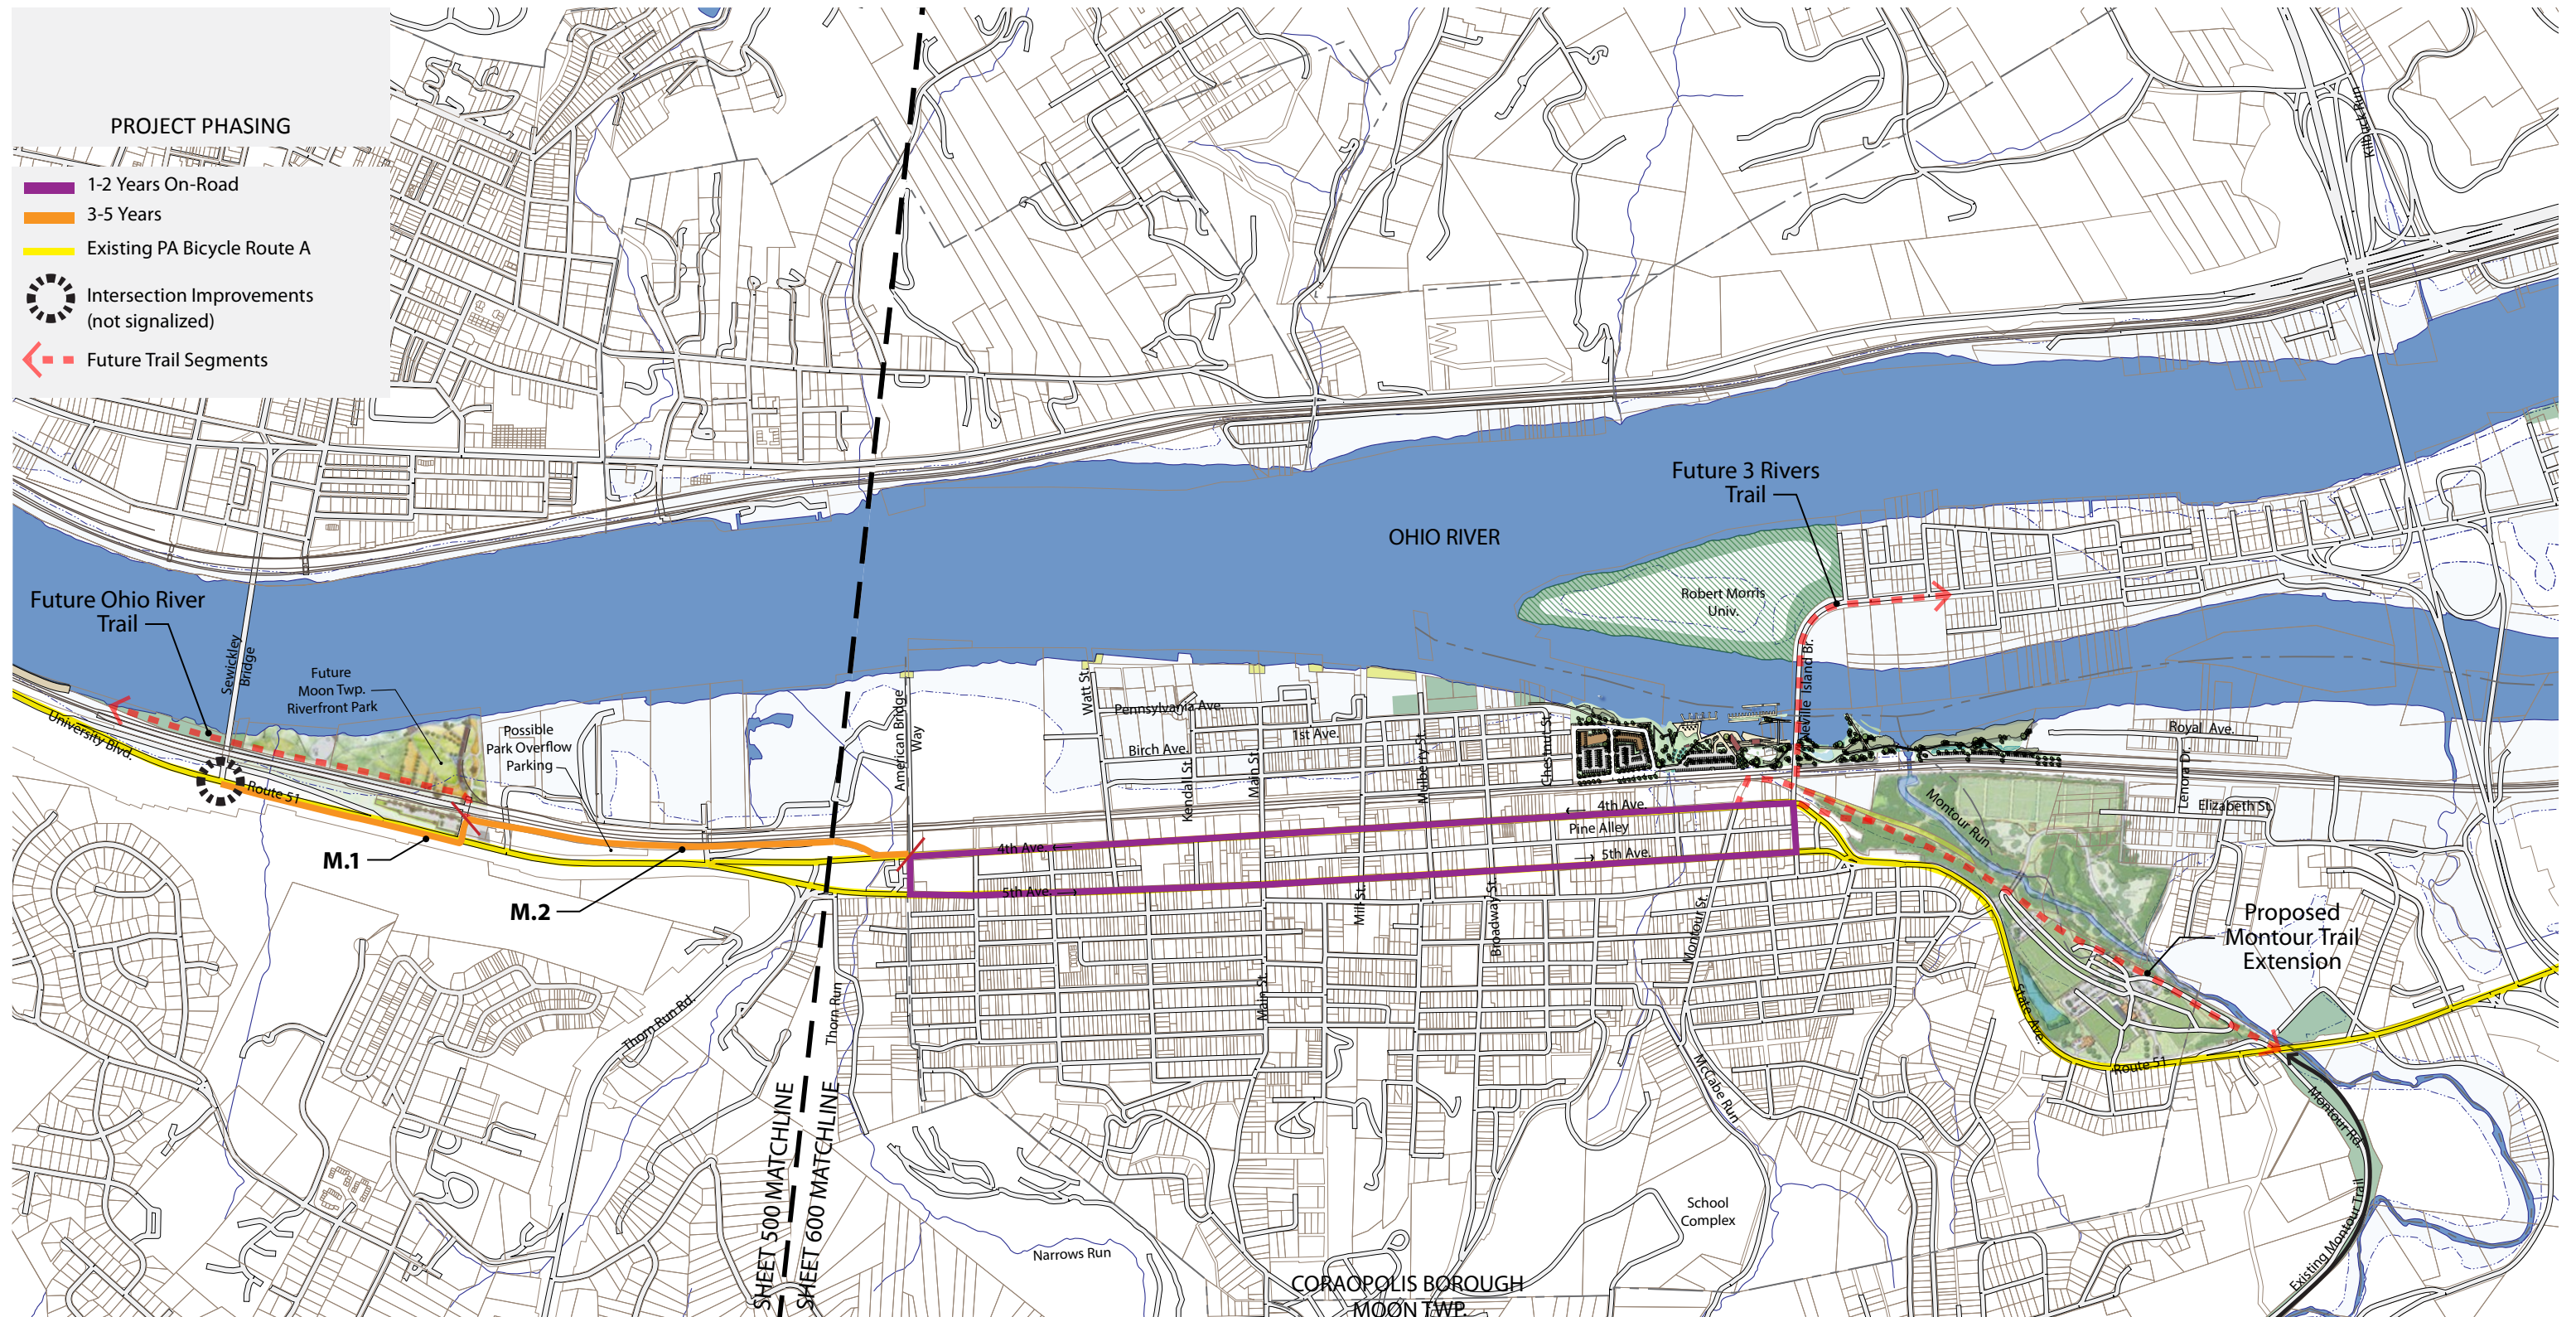 PROJECT PHASING
1-2 Years On-Road
3-5 Years
Existing PA Bicycle Route A
Intersection Improvements
(not signalized)
Future Trail Segments
Kilbuck Run
Future 3 Rivers
Trail
OHIO RIVER
Robert Morris
Univ.
Neville Island Br.
Future Ohio River
Trail
Sewickley
Bridge
Future
Moon Twp.
Riverfront Park
Possible
Park Overflow
Parking
University Blvd.
Route 51
M.1
M.2
American Bridge
Way
Watt St.
Pennsylvania Ave.
Birch Ave.
1st Ave.
Kendal St.
Main St.
Mulberry St.
Chestnut St.
4th Ave.
Pine Alley
5th Ave.
4th Ave.
5th Ave.
Mill St.
Broadway St.
Montour St.
Main St.
Royal Ave.
Lenora Dr.
Elizabeth St.
Montour Run
Proposed
Montour Trail
Extension
State Ave.
Route 51
Montour Rd.
Existing Montour Trail
Thorn Run Rd.
Thorn Run
McCabe Run
School
Complex
Narrows Run
SHEET 500 MATCHLINE
SHEET 600 MATCHLINE
CORAOPOLIS BOROUGH
MOON TWP.